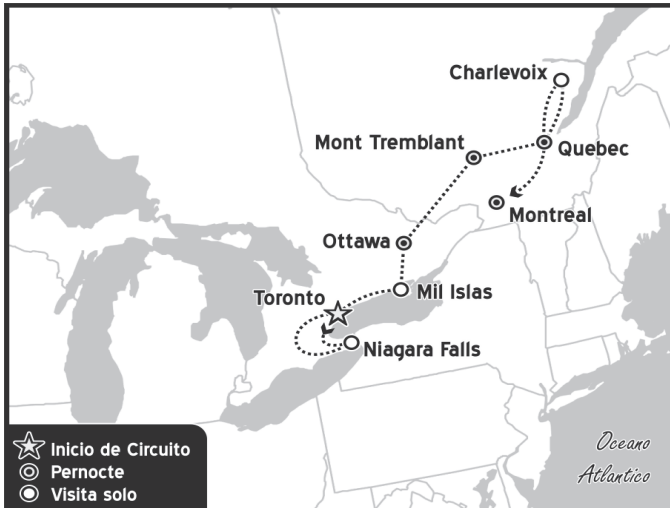 Charlevoix
Mont Tremblant
Quebec
Montreal
Ottawa
Toronto
Mil Islas
Niagara Falls
Inicio de Circuito
Pernocte
Visita solo
Oceano
Atlantico